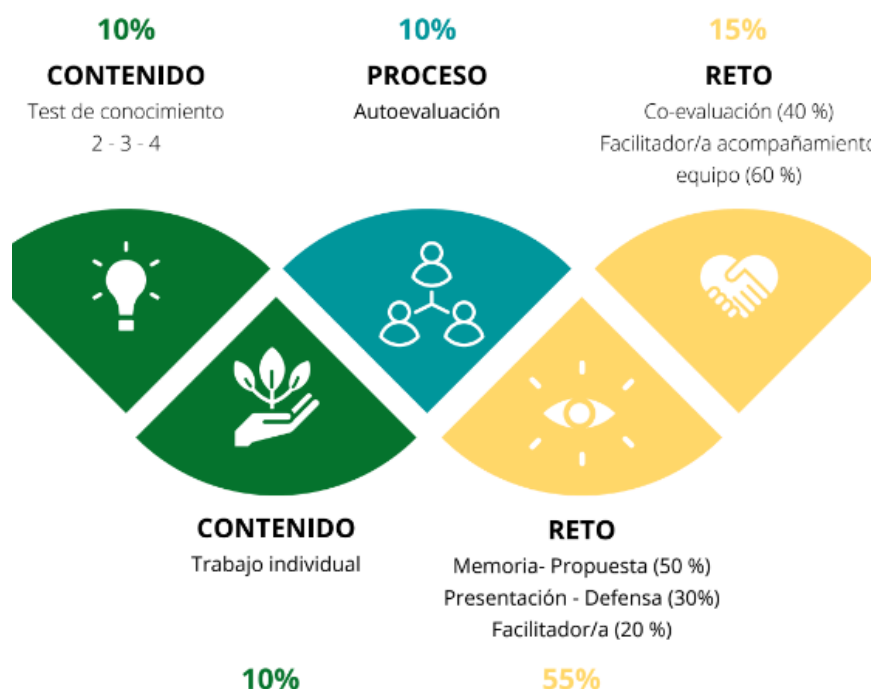 10%
CONTENIDO
Test de conocimiento
2 - 3 - 4
10%
PROCESO
Autoevaluación
15%
RETO
Co-evaluación (40 %)
Facilitador/a acompañamiento
equipo (60 %)
CONTENIDO
Trabajo individual
10%
RETO
Memoria- Propuesta (50 %)
Presentación - Defensa (30%)
Facilitador/a (20 %)
55%